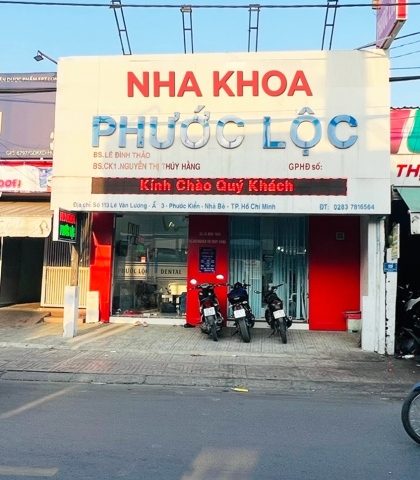 NHA KHOA
PHƯỚC LỘC
BS.LÊ ĐÌNH THẢO
BS.CK1.NGUYỄN THỊ THÚY HẰNG
GPHĐ số:
Kính Chào Quý Khách
Địa chỉ: Số 113 Lê Văn Lương - Ấ 3 - Phước Kiển - Nhà Bè - TP. Hồ Chí Minh
ĐT: 0283 7816564
PHƯỚC LỘC DENTAL